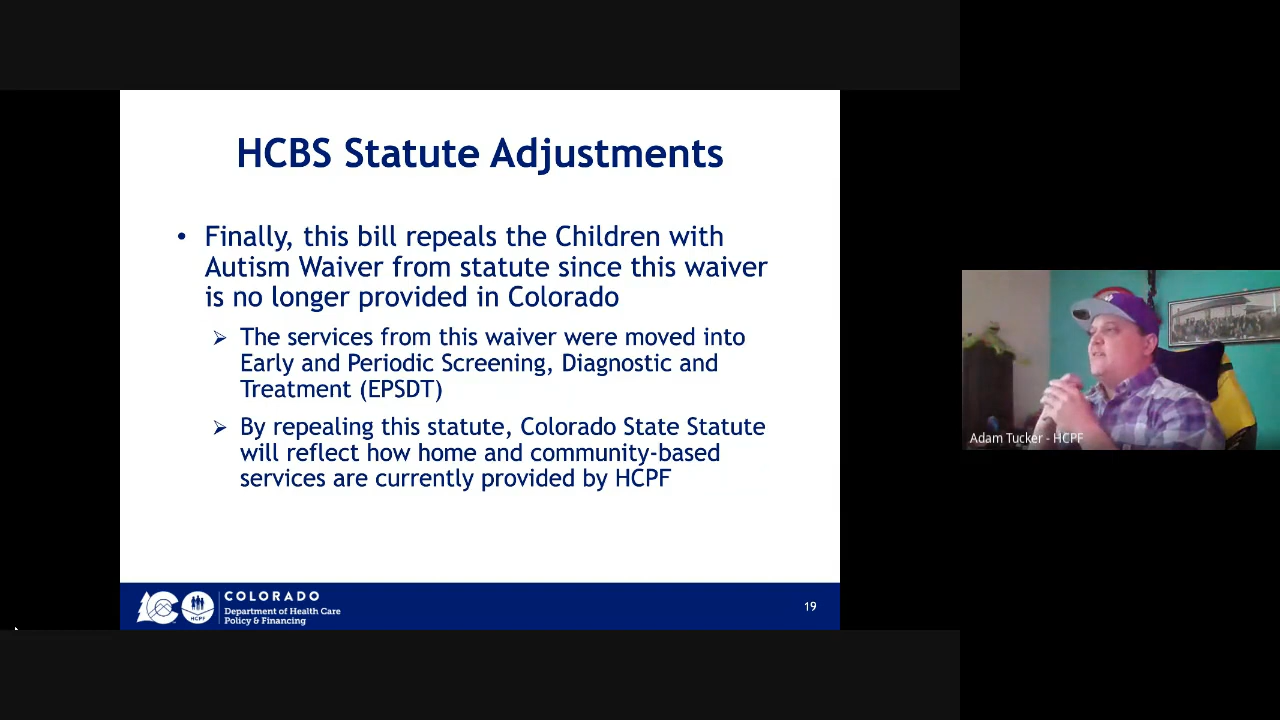 HCBS Statute Adjustments
• Finally, this bill repeals the Children with
Autism Waiver from statute since this waiver
is no longer provided in Colorado
➢ The services from this waiver were moved into
Early and Periodic Screening, Diagnostic and
Treatment (EPSDT)
➢ By repealing this statute, Colorado State Statute
will reflect how home and community-based
services are currently provided by HCPF
HCPF
COLORADO
Department of Health Care
Policy & Financing
19
Adam Tucker - HCPF